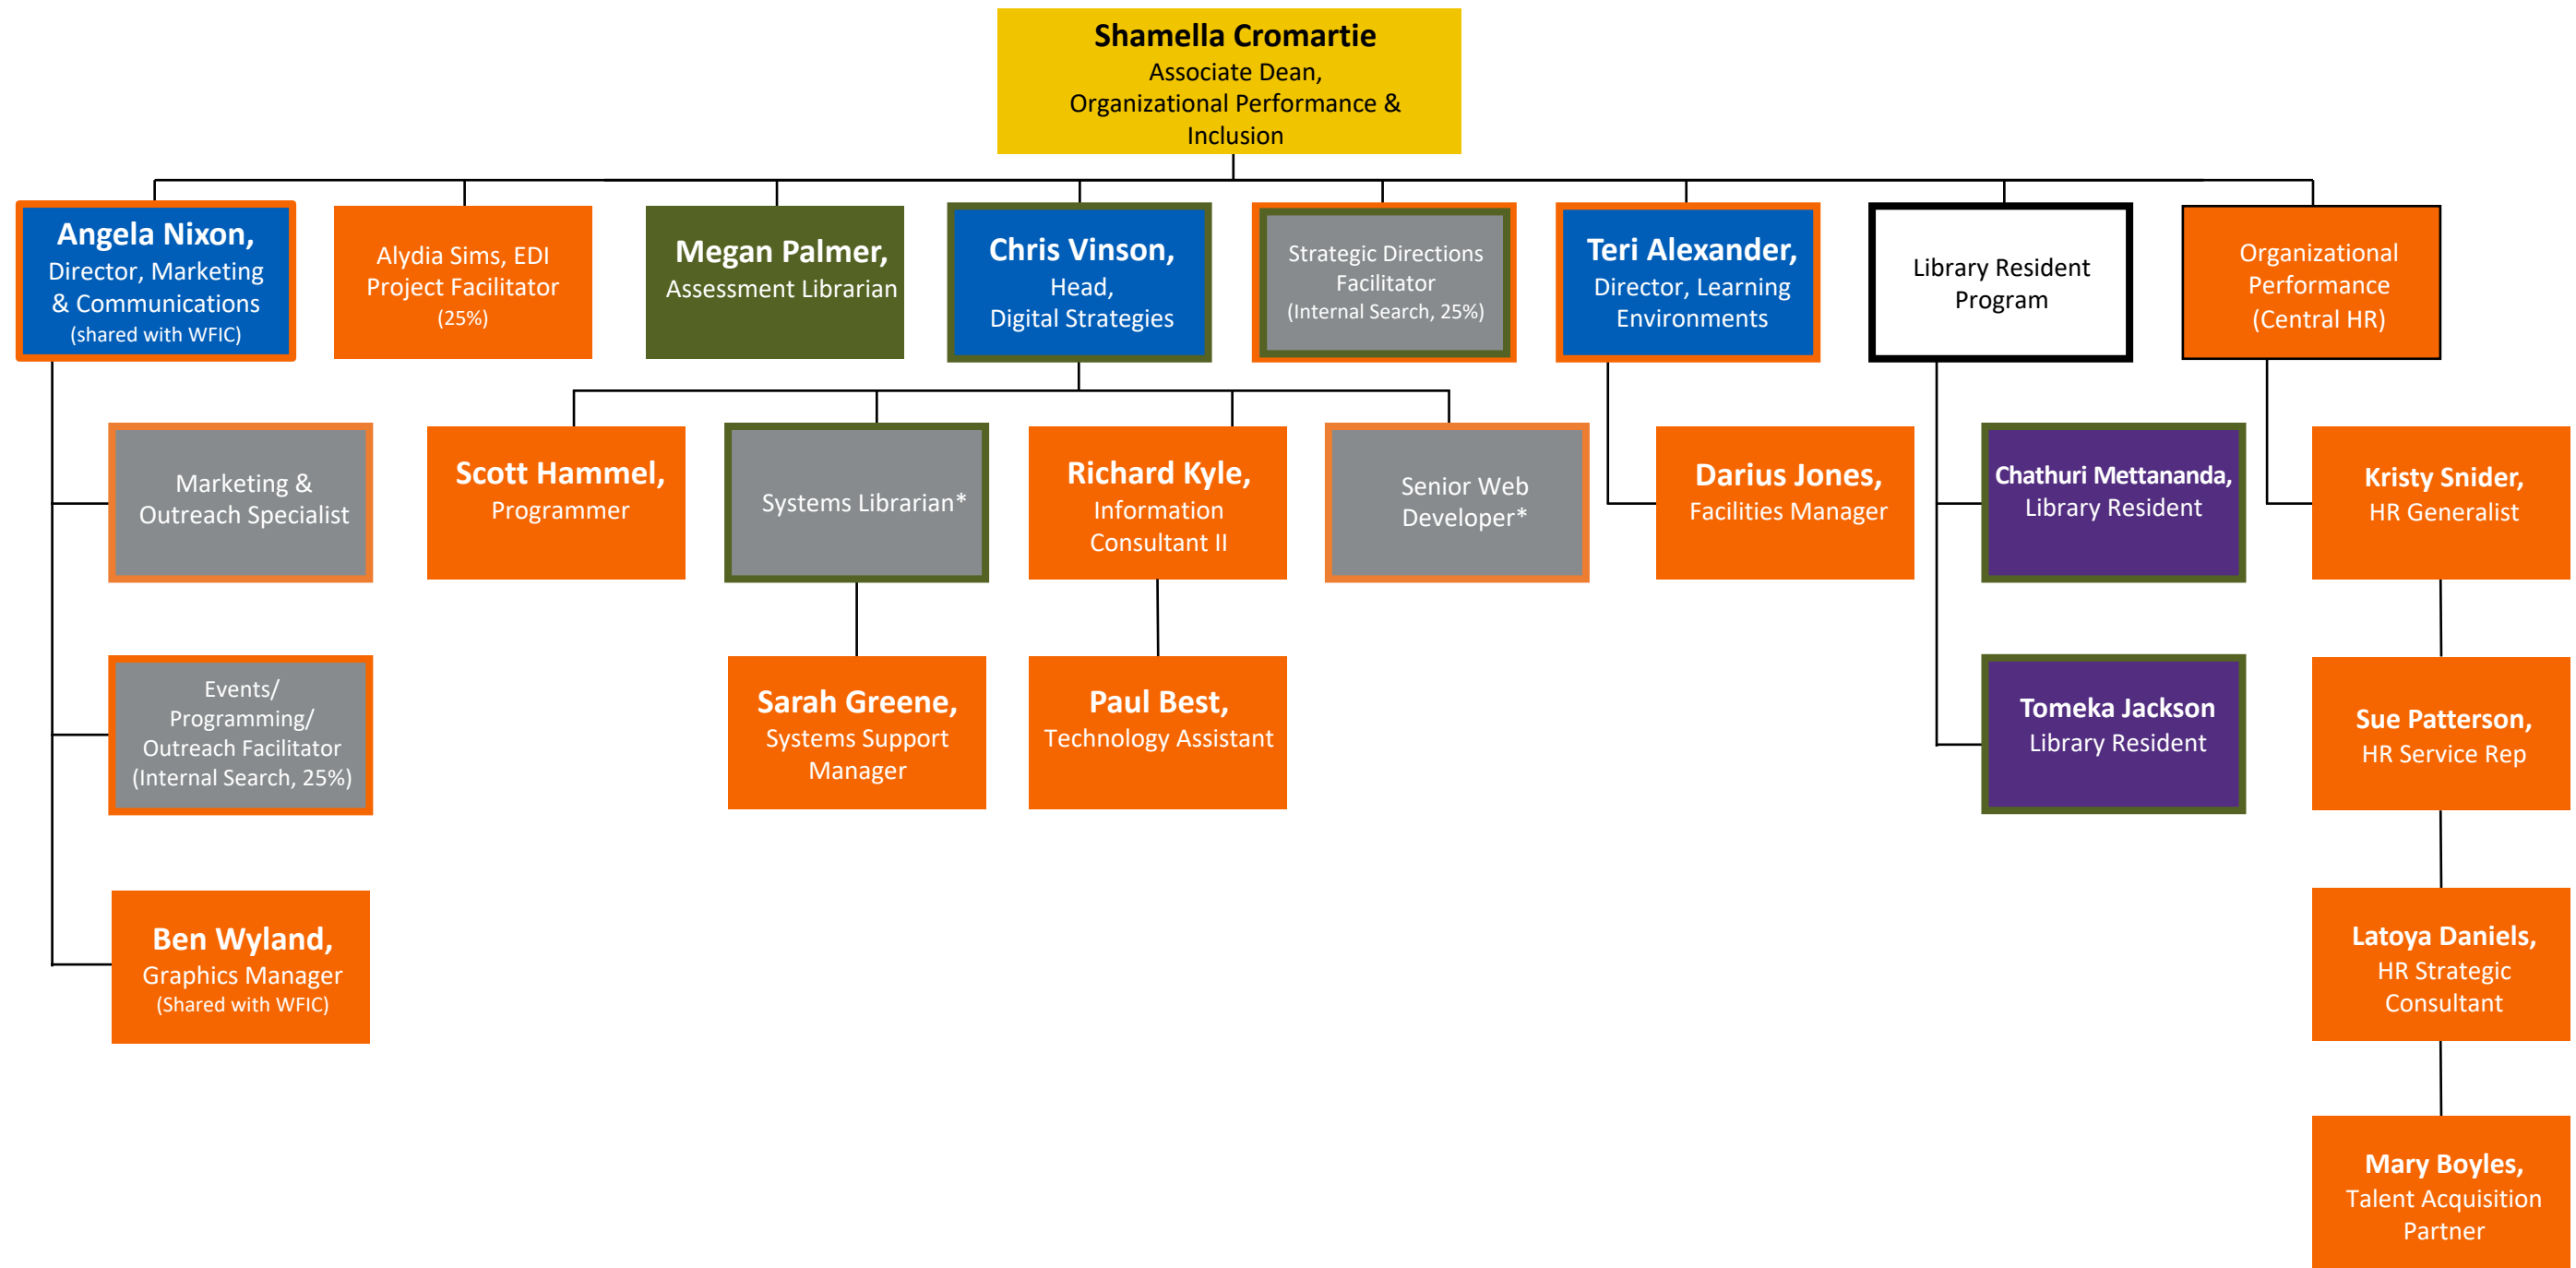 Shamella Cromartie
Associate Dean,
Organizational Performance &
Inclusion
Angela Nixon,
Director, Marketing
& Communications
(shared with WFIC)
Alydia Sims, EDI
Project Facilitator
(25%)
Megan Palmer,
Assessment Librarian
Chris Vinson,
Head,
Digital Strategies
Strategic Directions
Facilitator
(Internal Search, 25%)
Teri Alexander,
Director, Learning
Environments
Library Resident
Program
Organizational
Performance
(Central HR)
Marketing &
Outreach Specialist
Scott Hammel,
Programmer
Systems Librarian*
Richard Kyle,
Information
Consultant II
Senior Web
Developer*
Darius Jones,
Facilities Manager
Chathuri Mettananda,
Library Resident
Kristy Snider,
HR Generalist
Events/
Programming/
Outreach Facilitator
(Internal Search, 25%)
Sarah Greene,
Systems Support
Manager
Paul Best,
Technology Assistant
Tomeka Jackson
Library Resident
Sue Patterson,
HR Service Rep
Ben Wyland,
Graphics Manager
(Shared with WFIC)
Latoya Daniels,
HR Strategic
Consultant
Mary Boyles,
Talent Acquisition
Partner